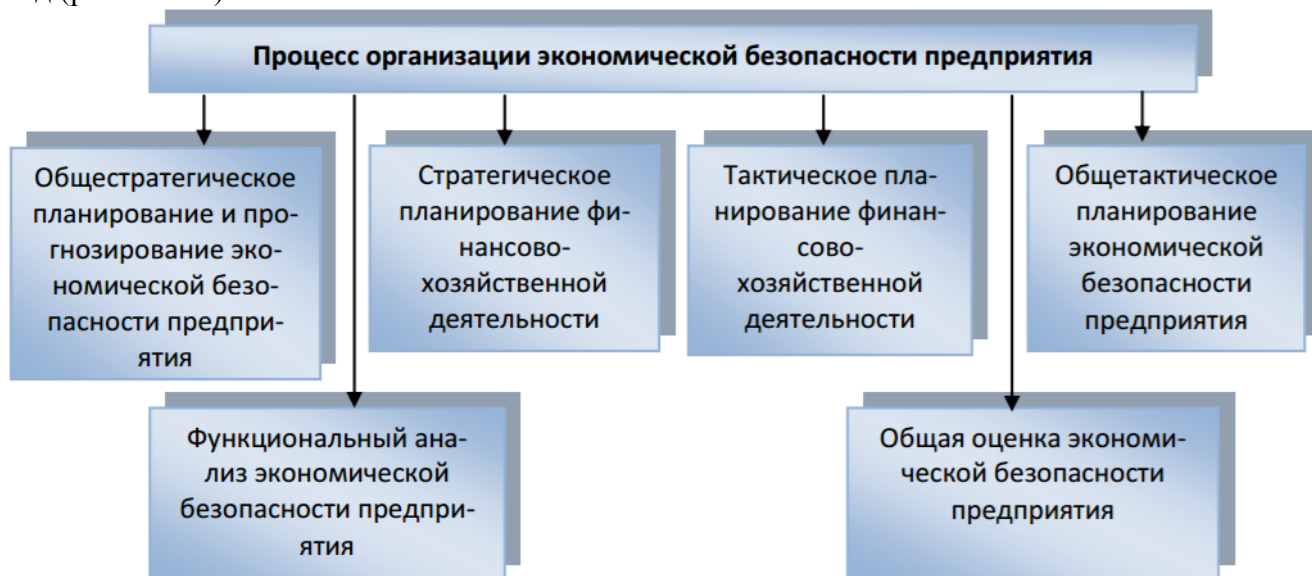 Процесс организации экономической безопасности предприятия
Общестратегическое
планирование и про-
гнозирование эко-
номической безо-
пасности предпри-
ятия
Стратегическое
планирование фи-
нансово-
хозяйственной
деятельности
Тактическое пла-
нирование финан-
сово-
хозяйственной
деятельности
Общетактическое
планирование
экономической
безопасности
предприятия
Функциональный ана-
лиз экономической
безопасности предпри-
ятия
Общая оценка экономи-
ческой безопасности
предприятия